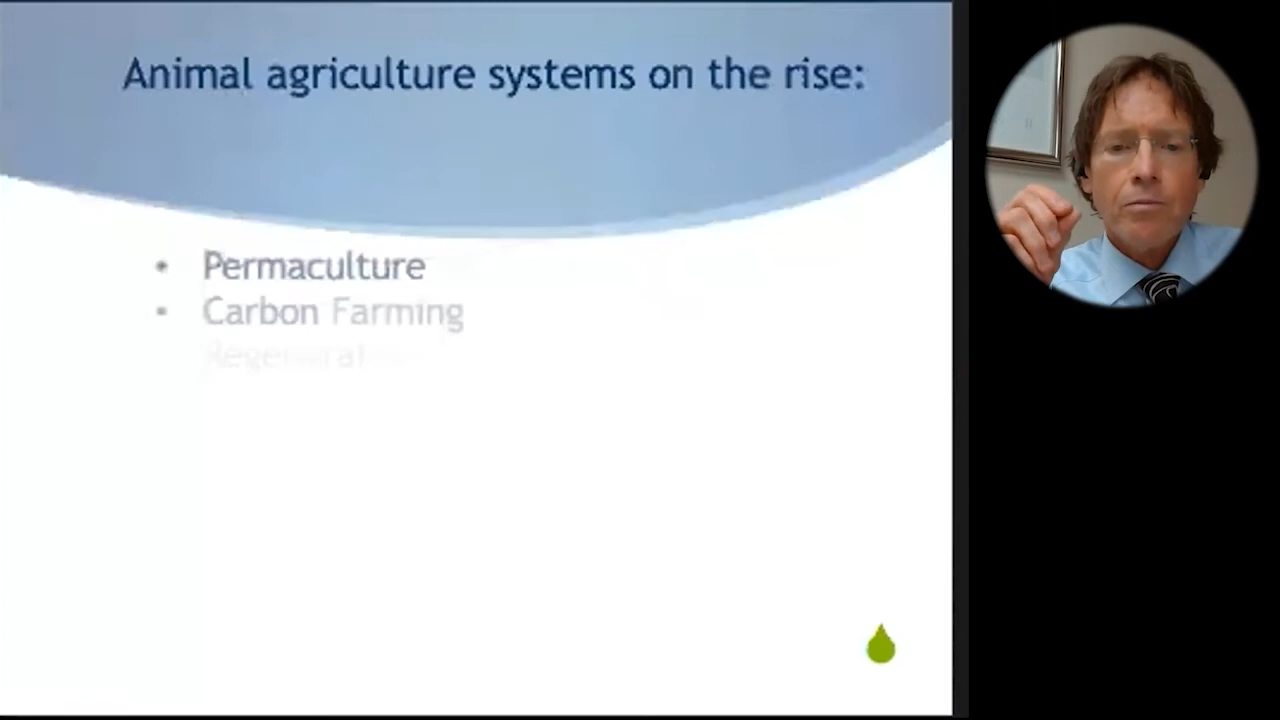 Animal agriculture systems on the rise:
• Permaculture
• Carbon Farming